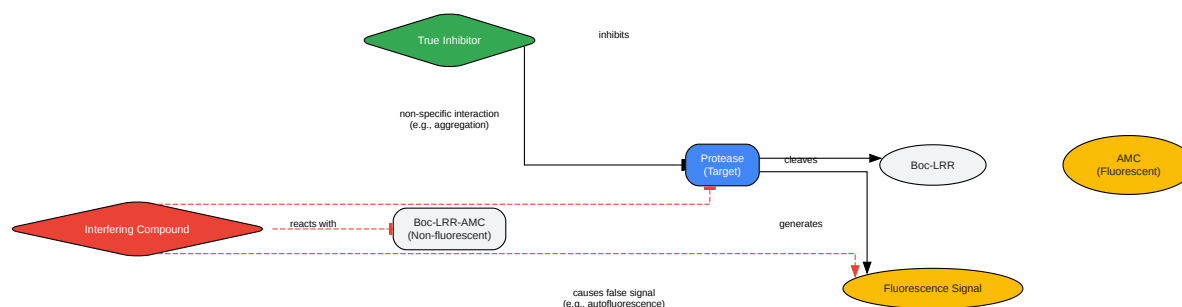 True Inhibitor
inhibits
non-specific interaction
(e.g., aggregation)
Protease
(Target)
cleaves
Boc-LRR
AMC
(Fluorescent)
Interfering Compound
reacts with
Boc-LRR-AMC
(Non-fluorescent)
generates
Fluorescence Signal
causes false signal
(e.g., autofluorescence)